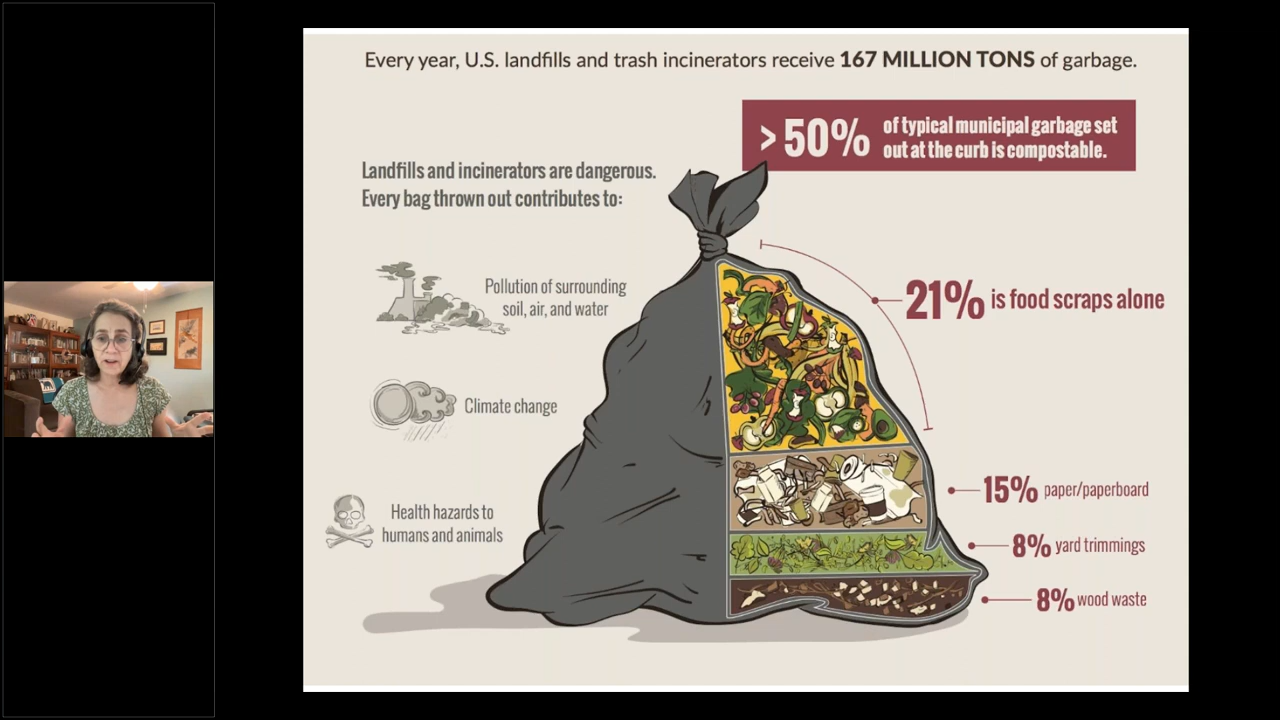 Every year, U.S. landfills and trash incinerators receive 167 MILLION TONS of garbage.
> 50% of typical municipal garbage set
out at the curb is compostable.
Landfills and incinerators are dangerous.
Every bag thrown out contributes to:
Pollution of surrounding
soil, air, and water
21% is food scraps alone
Climate change
15% paper/paperboard
Health hazards to
humans and animals
8% yard trimmings
8% wood waste